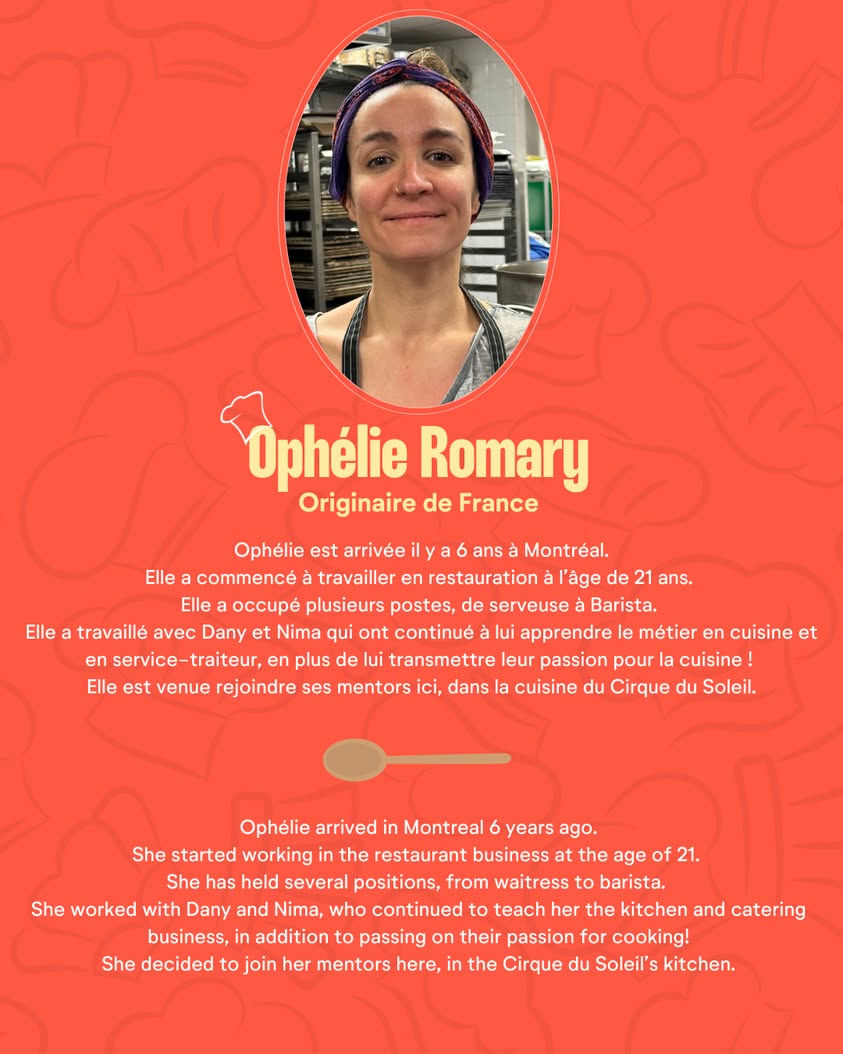 Ophélie Romary
Originaire de France
Ophélie est arrivée il y a 6 ans à Montréal.
Elle a commencé à travailler en restauration à l'âge de 21 ans.
Elle a occupé plusieurs postes, de serveuse à Barista.
Elle a travaillé avec Dany et Nima qui ont continué à lui apprendre le métier en cuisine et
en service-traiteur, en plus de lui transmettre leur passion pour la cuisine !
Elle est venue rejoindre ses mentors ici, dans la cuisine du Cirque du Soleil.
Ophélie arrived in Montreal 6 years ago.
She started working in the restaurant business at the age of 21.
She has held several positions, from waitress to barista.
She worked with Dany and Nima, who continued to teach her the kitchen and catering
business, in addition to passing on their passion for cooking!
She decided to join her mentors here, in the Cirque du Soleil's kitchen.